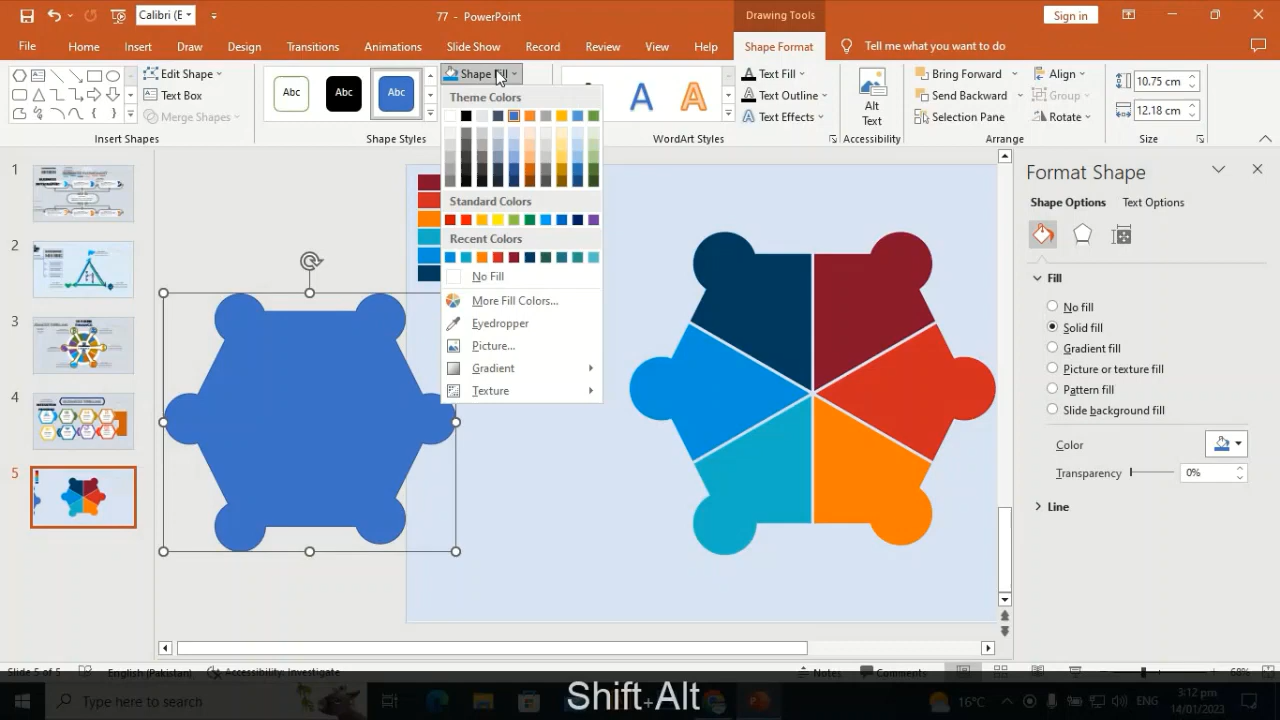 Calibri (E
77 - PowerPoint
Drawing Tools
Sign in
File
Home
Insert
Draw
Design
Transitions
Animations
Slide Show
Record
Review
View
Help
Shape Format
Tell me what you want to do
Edit Shape
Text Box
Merge Shapes
Insert Shapes
Abc
Abc
Abc
Shape Styles
Shape Fill
A
A
WordArt Styles
Text Fill
Text Outline
Text Effects
Alt
Text
Accessibility
Bring Forward
Send Backward
Selection Pane
Align
Group
Rotate
Arrange
10.75 cm
12.18 cm
Size
Theme Colors
Standard Colors
Recent Colors
No Fill
More Fill Colors...
Eyedropper
Picture...
Gradient
Texture
1
2
3
4
5
Format Shape
Shape Options
Text Options
Fill
No fill
Solid fill
Gradient fill
Picture or texture fill
Pattern fill
Slide background fill
Color
Transparency
0%
Line
Slide 5 of 5
English (Pakistan)
Accessibility: Investigate
Notes
Comments
68%
Type here to search
Shift+Alt
16°C
ENG
3:12 pm
14/01/2023